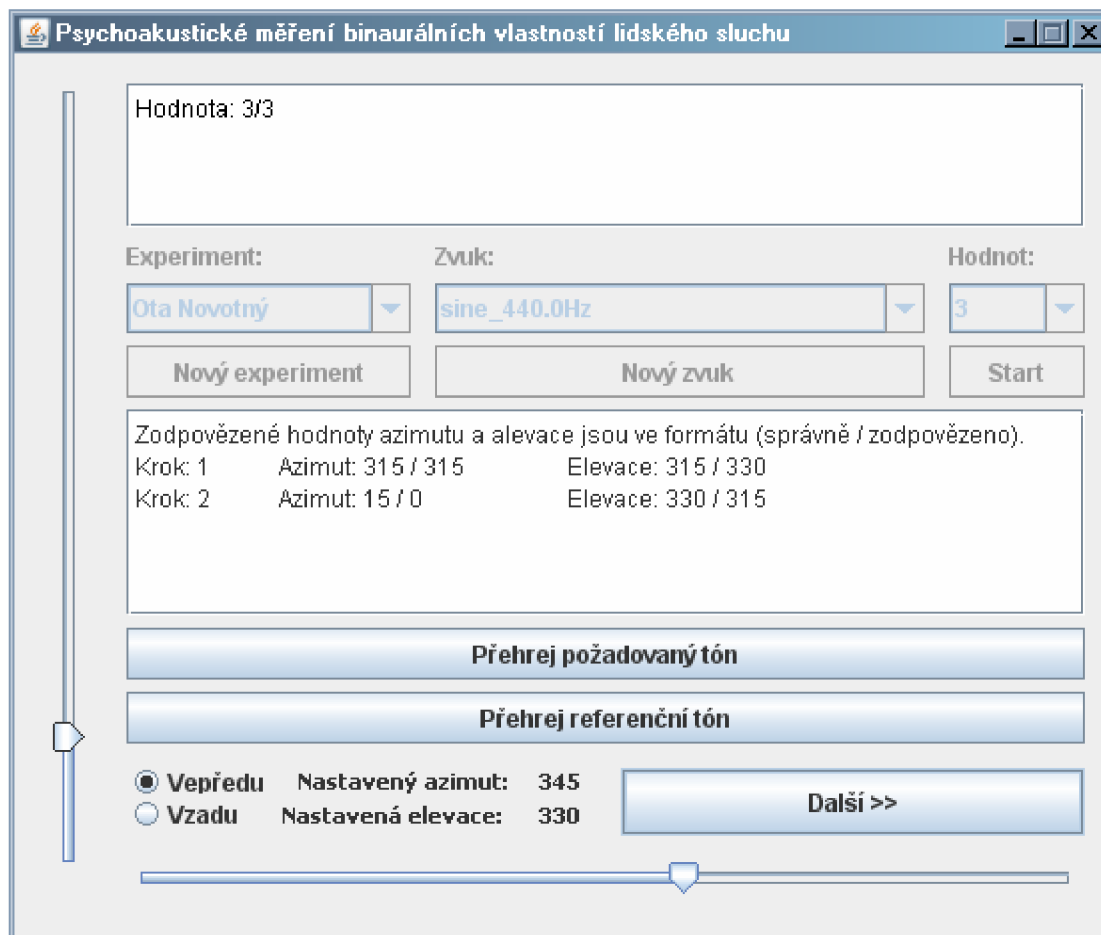 Psychoakustické měření binaurálních vlastností lidského sluchu
Hodnota: 3/3
Experiment: Zvuk: Hodnot:
Ota Novotný sine_440.0Hz 3
Nový experiment Nový zvuk Start
Zodpovězené hodnoty azimutu a alevace jsou ve formátu (správně / zodpovězeno).
Krok: 1 Azimut: 315 / 315 Elevace: 315 / 330
Krok: 2 Azimut: 15 / 0 Elevace: 330 / 315
Přehrej požadovaný tón
Přehrej referenční tón
Vepředu Nastavený azimut: 345
Vzadu Nastavená elevace: 330
Další >>